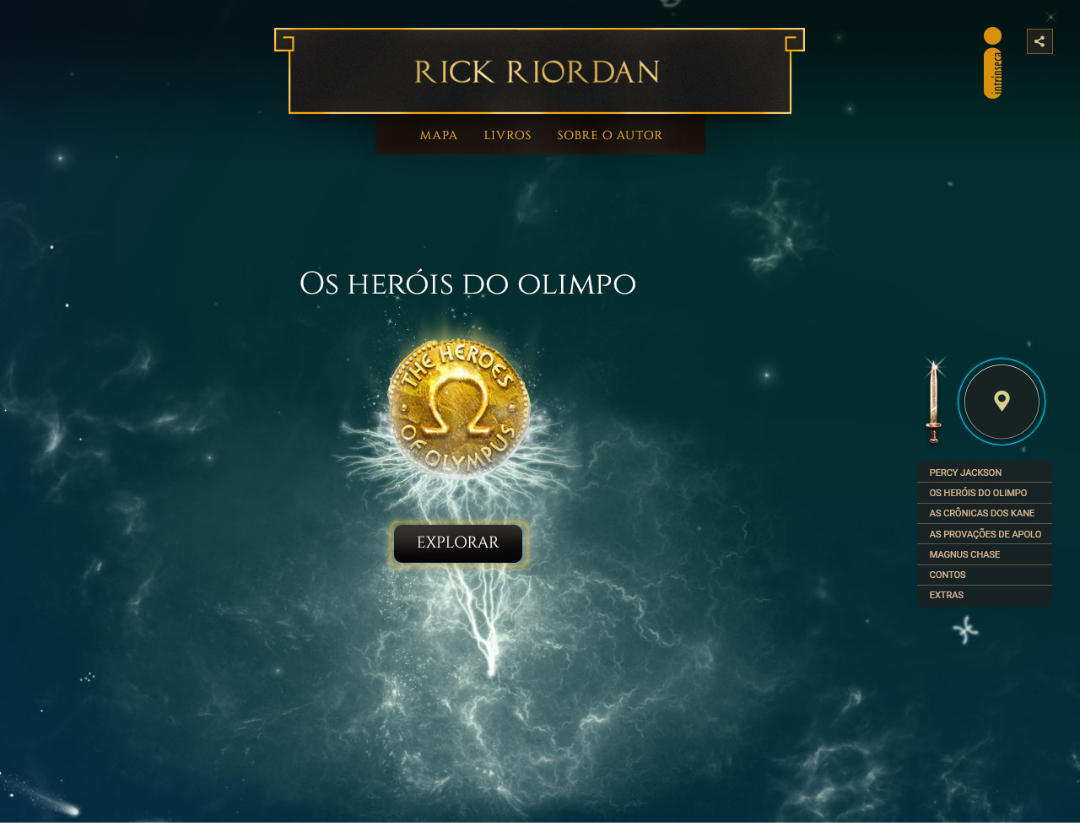 RICK RIORDAN
intrínseca
MAPA LIVROS SOBRE O AUTOR
Os heróis do olimpo
THE HEROES
Ω
OF OLYMPUS
EXPLORAR
PERCY JACKSON
OS HERÓIS DO OLIMPO
AS CRÔNICAS DOS KANE
AS PROVAÇÕES DE APOLO
MAGNUS CHASE
CONTOS
EXTRAS